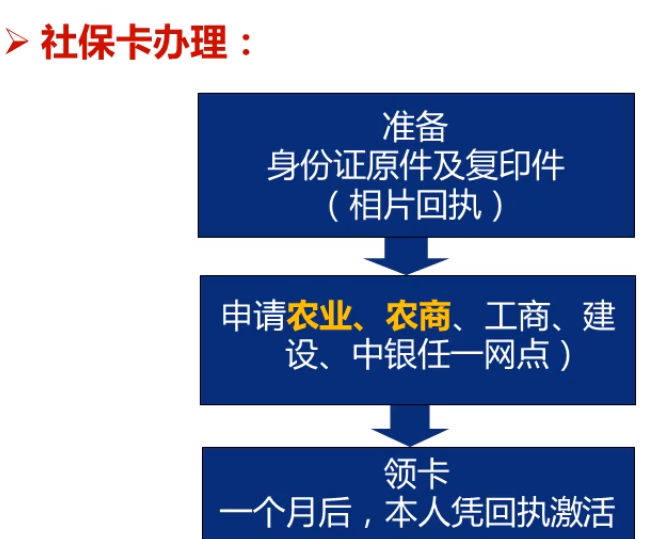 ➢ 社保卡办理：
准备
身份证原件及复印件
（相片回执）
申请农业、农商、工商、建
设、中银任一网点）
领卡
一个月后，本人凭回执激活